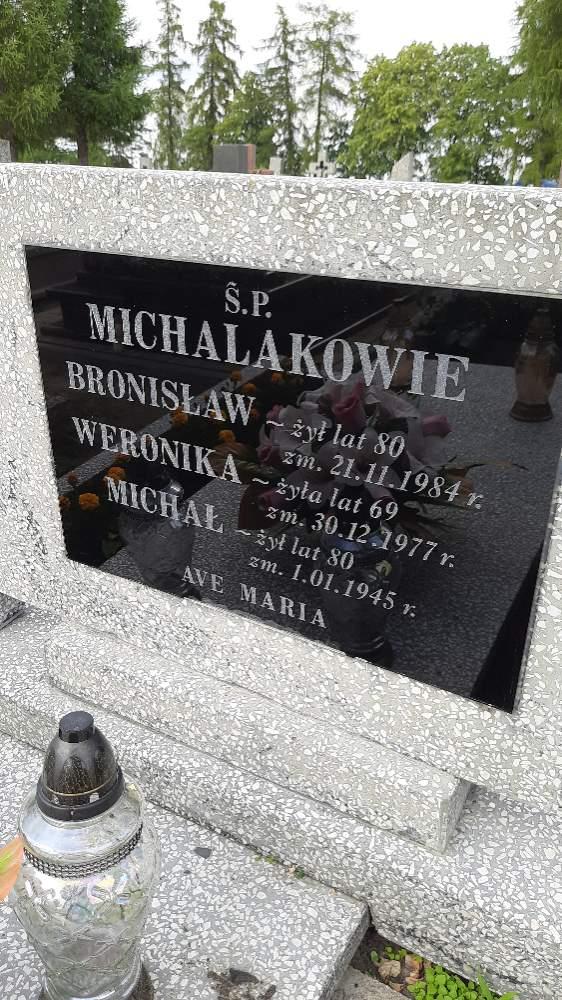 Ś.P.
MICHALAKOWIE
BRONISŁAW ~ żył lat 80
zm. 21.11.1984 r.
WERONIKA ~ żyła lat 69
zm. 30.12.1977 r.
MICHAŁ ~ żył lat 80
zm. 1.01.1945 r.
AVE MARIA